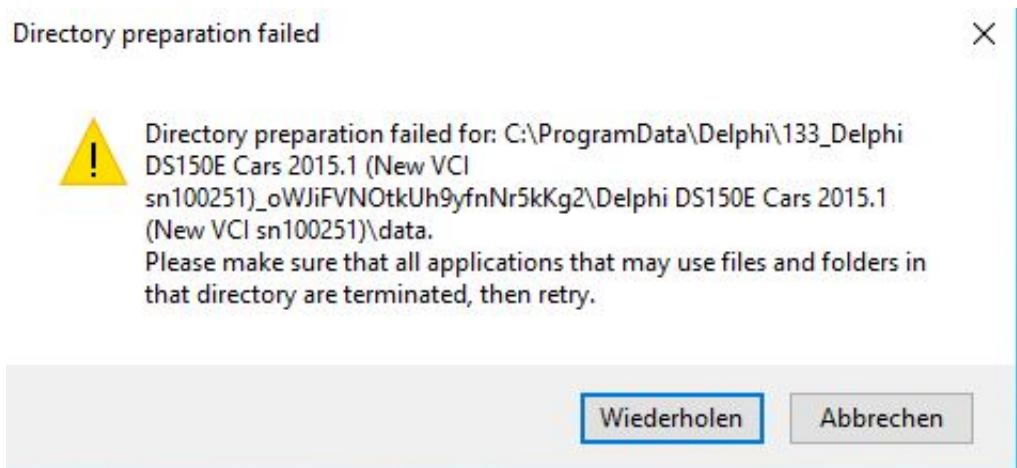 Directory preparation failed
Directory preparation failed for: C:\ProgramData\Delphi\133_Delphi
DS150E Cars 2015.1 (New VCI
sn100251)_oWJiFVNOtkUh9yfnNr5kKg2\Delphi DS150E Cars 2015.1
(New VCI sn100251)\data.
Please make sure that all applications that may use files and folders in
that directory are terminated, then retry.
Wiederholen
Abbrechen